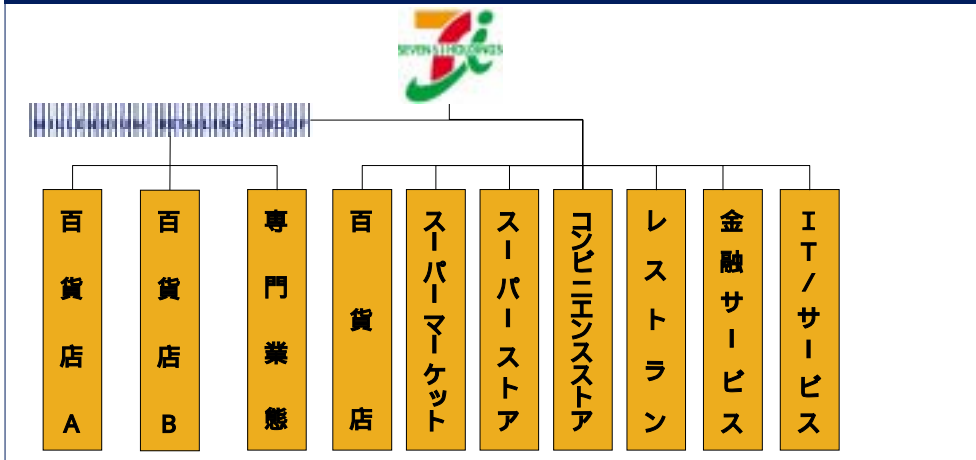 SEVEN & I HOLDINGS
MILLENNIUM RETAILING GROUP
百貨店A
百貨店B
専門業態
百貨店
スーパーマーケット
スーパーストア
コンビニエンスストア
レストラン
金融サービス
IT/サービス